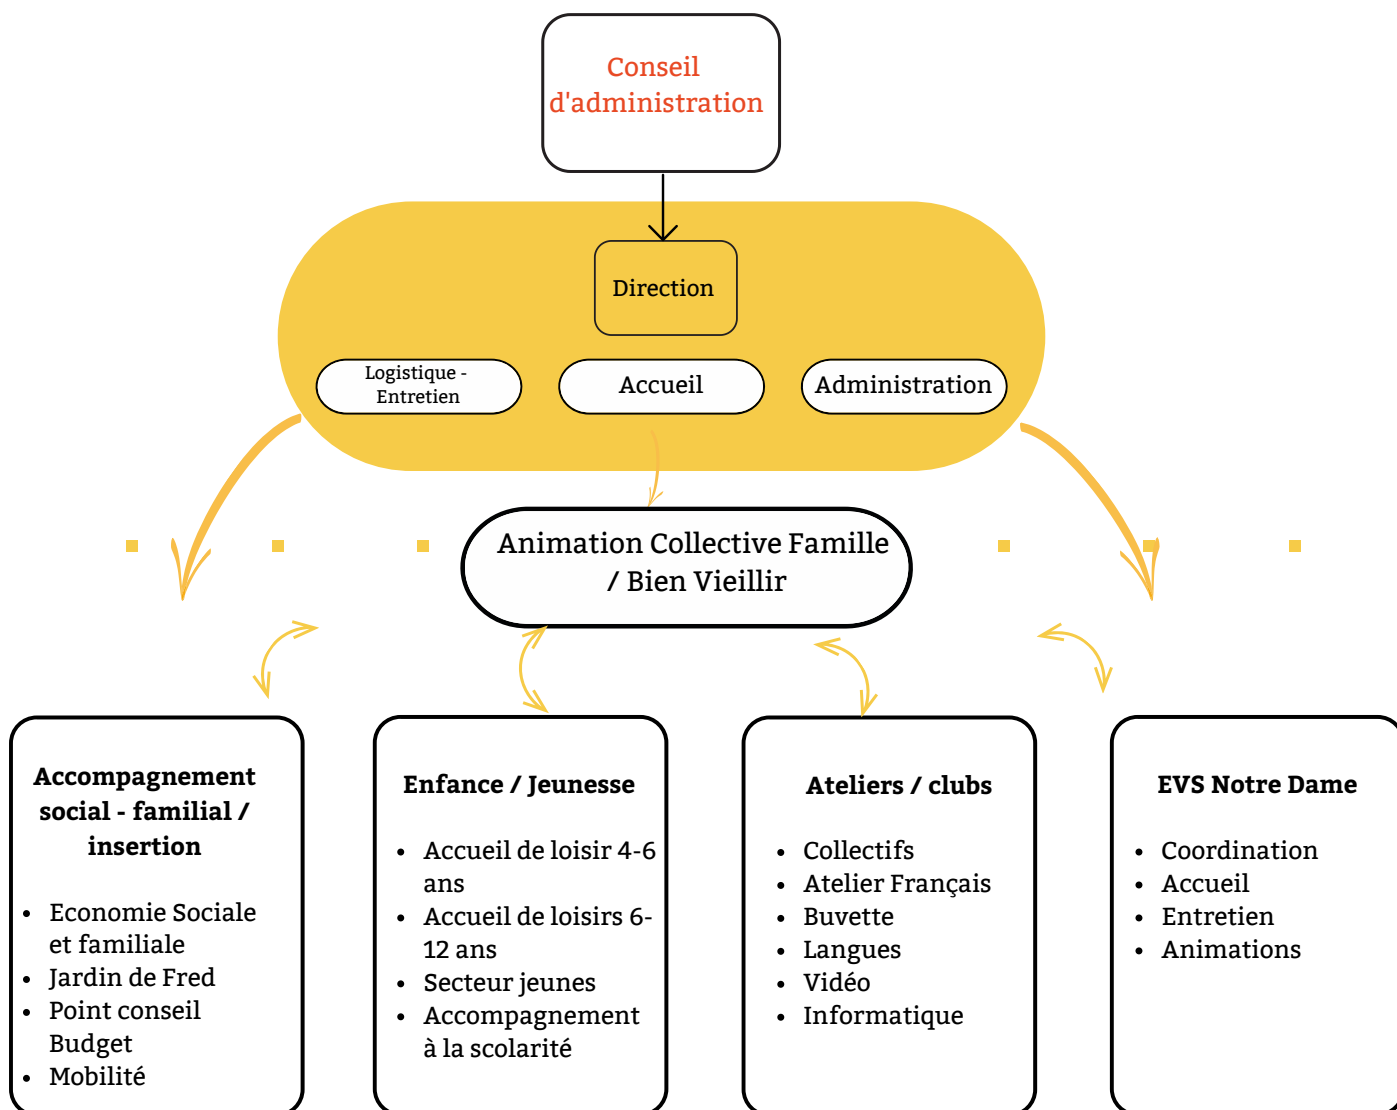 Conseil
d'administration
Direction
Logistique -
Entretien
Accueil
Administration
Animation Collective Famille
/ Bien Vieillir
Accompagnement
social - familial /
insertion
• Economie Sociale
et familiale
• Jardin de Fred
• Point conseil
Budget
• Mobilité
Enfance / Jeunesse
• Accueil de loisir 4-6
ans
• Accueil de loisirs 6-
12 ans
• Secteur jeunes
• Accompagnement
à la scolarité
Ateliers / clubs
• Collectifs
• Atelier Français
• Buvette
• Langues
• Vidéo
• Informatique
EVS Notre Dame
• Coordination
• Accueil
• Entretien
• Animations